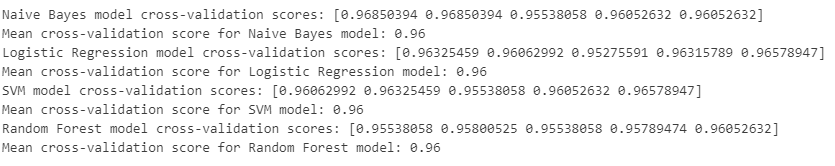 Naive Bayes model cross-validation scores: [0.96850394 0.96850394 0.95538058 0.96052632 0.96052632]
Mean cross-validation score for Naive Bayes model: 0.96
Logistic Regression model cross-validation scores: [0.96325459 0.96062992 0.95275591 0.96315789 0.96578947]
Mean cross-validation score for Logistic Regression model: 0.96
SVM model cross-validation scores: [0.96062992 0.96325459 0.95538058 0.96052632 0.96578947]
Mean cross-validation score for SVM model: 0.96
Random Forest model cross-validation scores: [0.95538058 0.95800525 0.95538058 0.95789474 0.96052632]
Mean cross-validation score for Random Forest model: 0.96